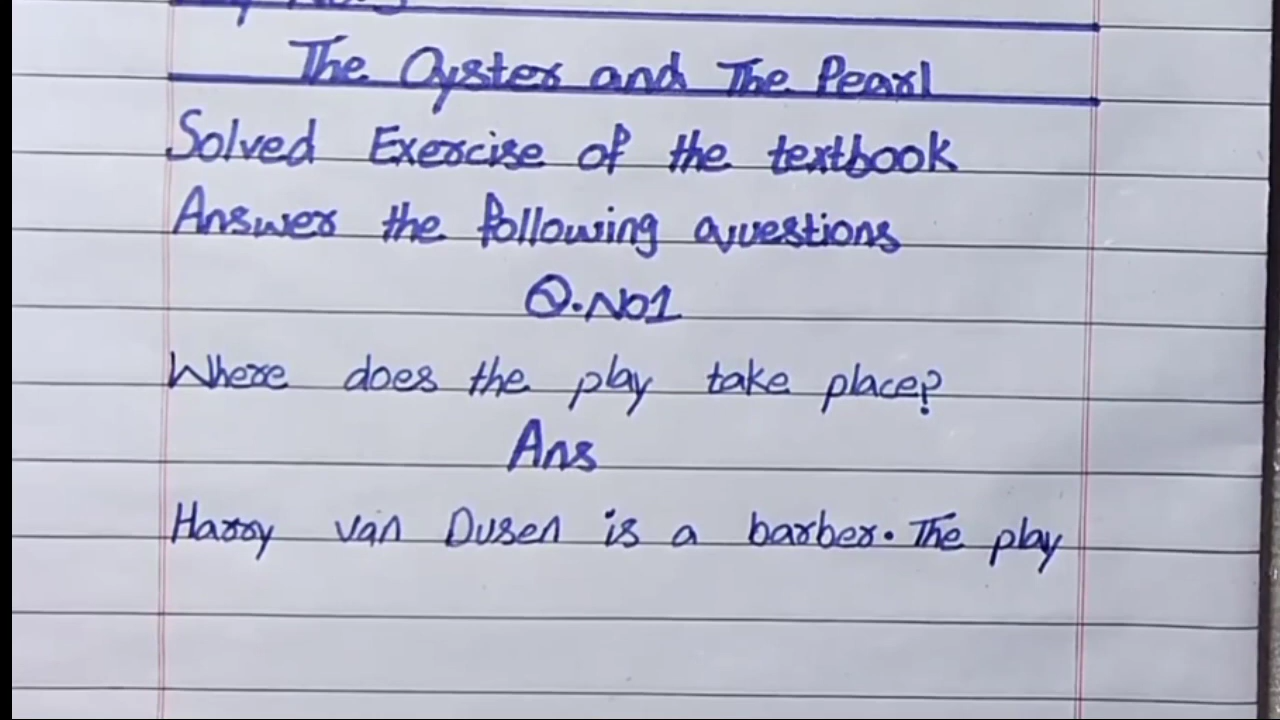 The Oyster and The Pearl
Solved Exercise of the textbook
Answer the following questions
Q.No1
Where does the play take place?
Ans
Harry van Dusen is a barber. The play